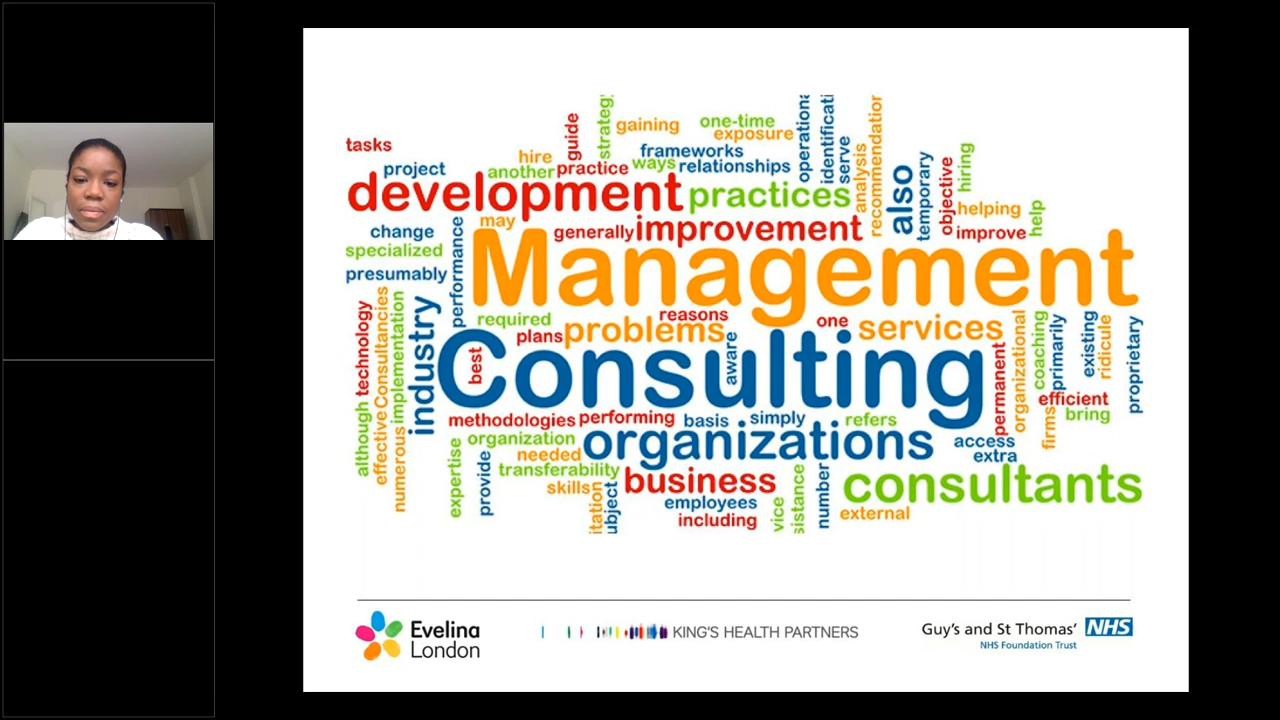 tasks
project
hire
another
guide
practice
strateg
gaining
one-time
exposure
frameworks
ways
relationships
operationa
identificati
serve
analysis
recommendation
also
temporary
objective
hiring
helping
help
improve
development
practices
change
specialized
presumably
performance
may
generally
improvement
Management
technology
although
effective
Consultancies
implementation
numerous
industry
required
plans
problems
reasons
one
services
best
aware
Consulting
permanent
organizational
coaching
primarily
existing
ridicule
proprietary
efficient
bring
firms
methodologies
performing
basis
simply
refers
organization
needed
organizations
access
extra
expertise
provide
transferability
skills
itation
ubject
business
employees
including
vice
sistance
number
consultants
external
Evelina
London
KING'S HEALTH PARTNERS
Guy's and St Thomas' NHS
NHS Foundation Trust